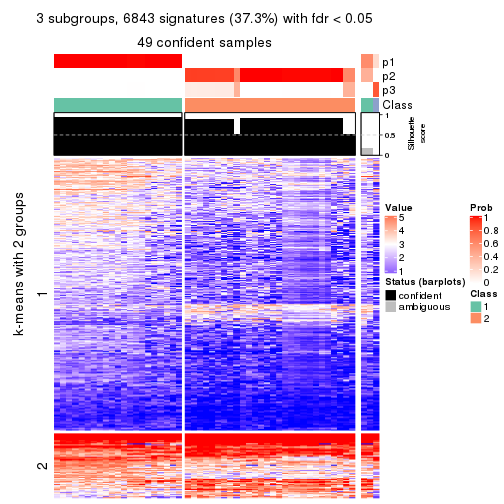 3 subgroups, 6843 signatures (37.3%) with fdr < 0.05
49 confident samples
p1
p2
p3
Class
1
0.5
0
Silhouette
score
k-means with 2 groups
1
2
Value
5
4
3
2
1
Status (barplots)
confident
ambiguous
Prob
1
0.8
0.6
0.4
0.2
0
Class
1
2